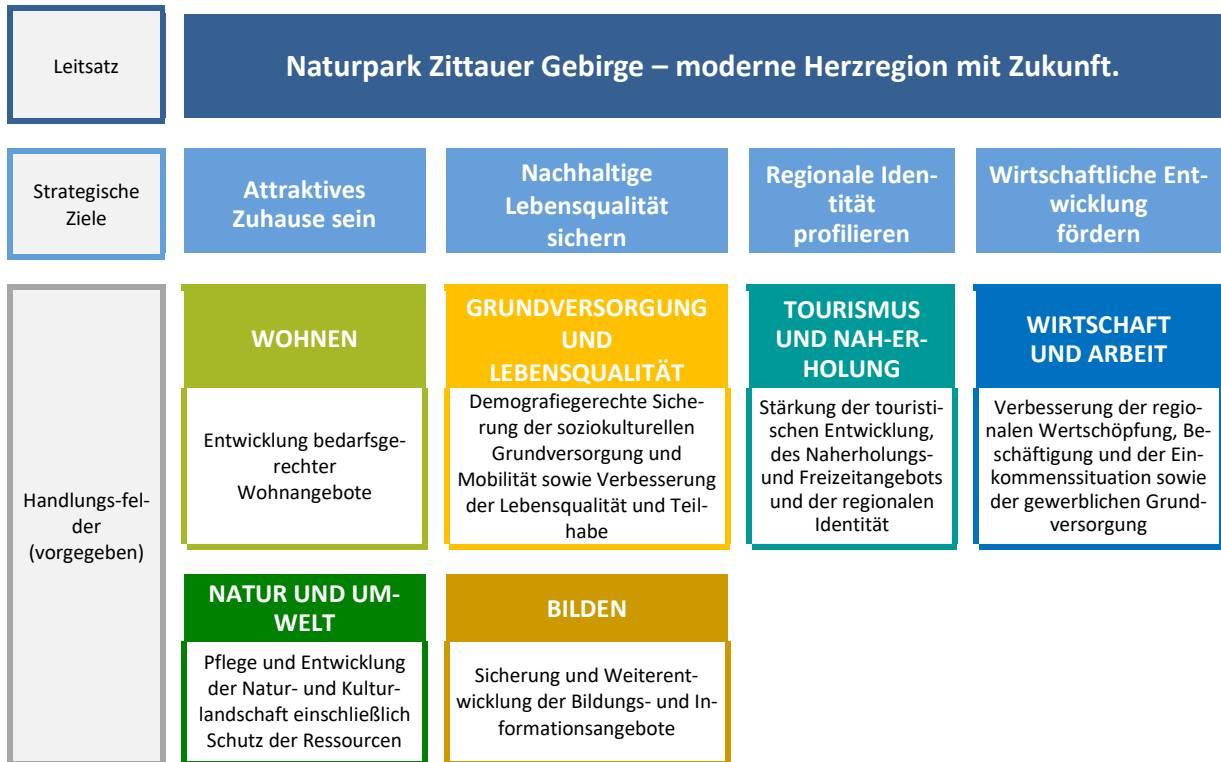 Leitsatz
Naturpark Zittauer Gebirge – moderne Herzregion mit Zukunft.
Strategische
Ziele
Attraktives
Zuhause sein
Nachhaltige
Lebensqualität
sichern
Regionale Iden-
tität
profilieren
Wirtschaftliche Ent-
wicklung
fördern
Handlungs-fel-
der
(vorgegeben)
WOHNEN
Entwicklung bedarfsge-
rechter
Wohnangebote
GRUNDVERSORGUNG
UND
LEBENSQUALITÄT
Demografiegerechte Siche-
rung der soziokulturellen
Grundversorgung und
Mobilität sowie Verbesserung
der Lebensqualität und Teil-
habe
TOURISMUS
UND NAH-ER-
HOLUNG
Stärkung der touristi-
schen Entwicklung,
des Naherholungs-
und Freizeitangebots
und der regionalen
Identität
WIRTSCHAFT
UND ARBEIT
Verbesserung der regio-
nalen Wertschöpfung, Be-
schäftigung und der Ein-
kommenssituation sowie
der gewerblichen Grund-
versorgung
NATUR UND UM-
WELT
Pflege und Entwicklung
der Natur- und Kultur-
landschaft einschließlich
Schutz der Ressourcen
BILDEN
Sicherung und Weiterent-
wicklung der Bildungs- und In-
formationsangebote